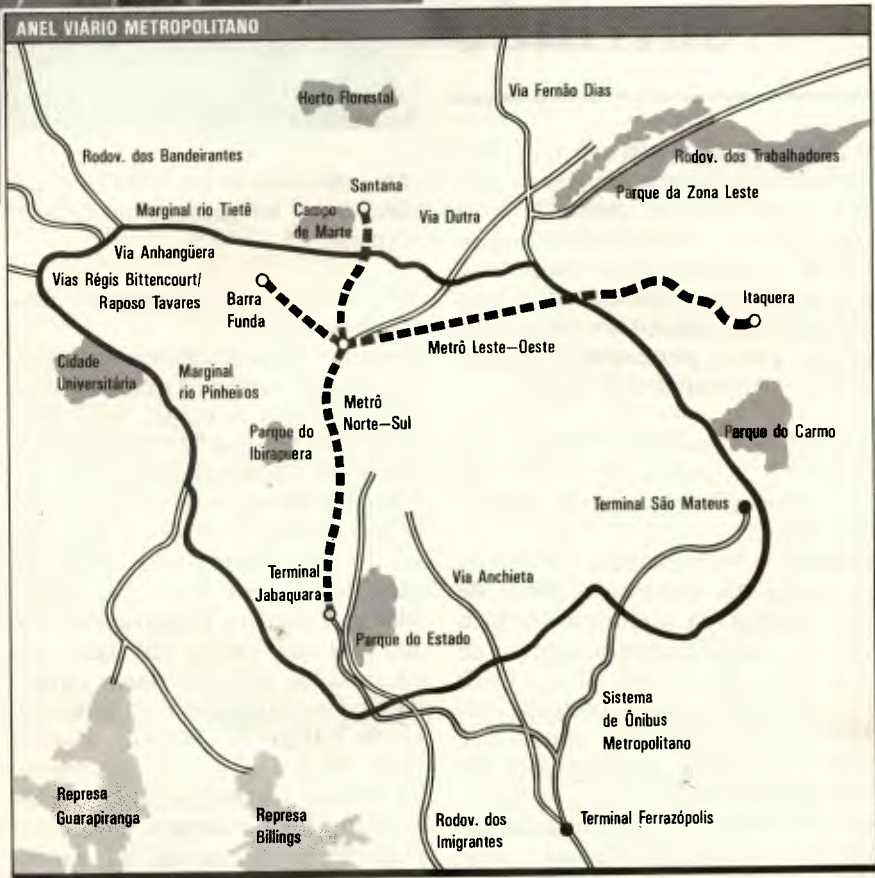 ANEL VIÁRIO METROPOLITANO
Horto Florestal
Via Fernão Dias
Rodov. dos Bandeirantes
Rodov. dos Trabalhadores
Santana
Parque da Zona Leste
Marginal rio Tietê
Campo
de Marte
Via Dutra
Via Anhangüera
Vias Régis Bittencourt/
Raposo Tavares
Barra
Funda
Itaquera
Metrô Leste—Oeste
Cidade
Universitária
Marginal
rio Pinheiros
Metrô
Norte—Sul
Parque do
Ibirapuera
Parque do Carmo
Terminal São Mateus
Terminal
Jabaquara
Via Anchieta
Parque do Estado
Sistema
de Ônibus
Metropolitano
Represa
Guarapiranga
Represa
Billings
Rodov. dos
Imigrantes
Terminal Ferrazópolis